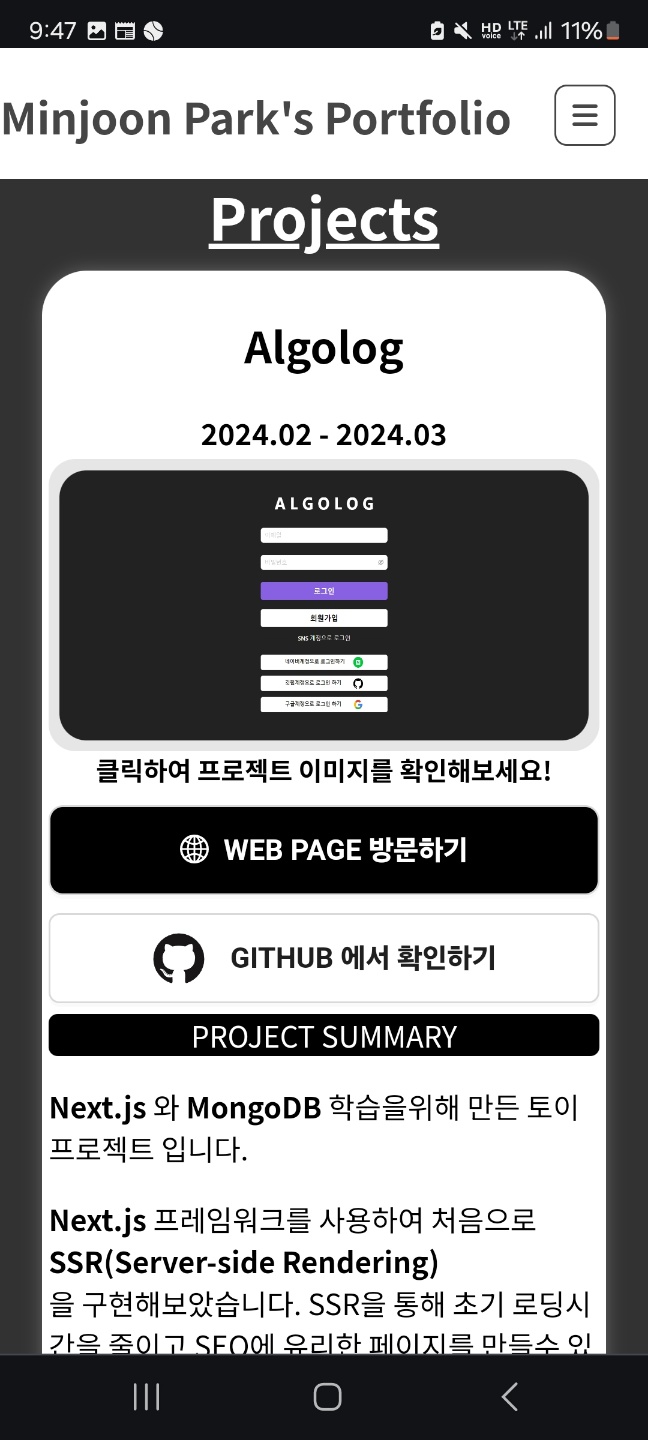 9:47
HD voice LTE 11%
Minjoon Park's Portfolio
Projects
Algolog
2024.02 - 2024.03
ALGOLOG
비밀번호
로그인
회원가입
SNS 계정으로 로그인
네이버계정으로 로그인하기
깃헙계정으로 로그인 하기
구글계정으로 로그인 하기
클릭하여 프로젝트 이미지를 확인해보세요!
WEB PAGE 방문하기
GITHUB 에서 확인하기
PROJECT SUMMARY
Next.js 와 MongoDB 학습을위해 만든 토이
프로젝트 입니다.
Next.js 프레임워크를 사용하여 처음으로
SSR(Server-side Rendering)
을 구현해보았습니다. SSR을 통해 초기 로딩시
간을 줄이고 SEO에 유리한 페이지를 만들수 있